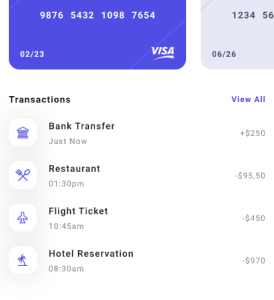 9876 5432 1098 7654
1234 56
02/23
VISA
06/26
Transactions
View All
Bank Transfer
+$250
Just Now
Restaurant
-$95,50
01:30pm
Flight Ticket
-$450
10:45am
Hotel Reservation
-$970
08:30am